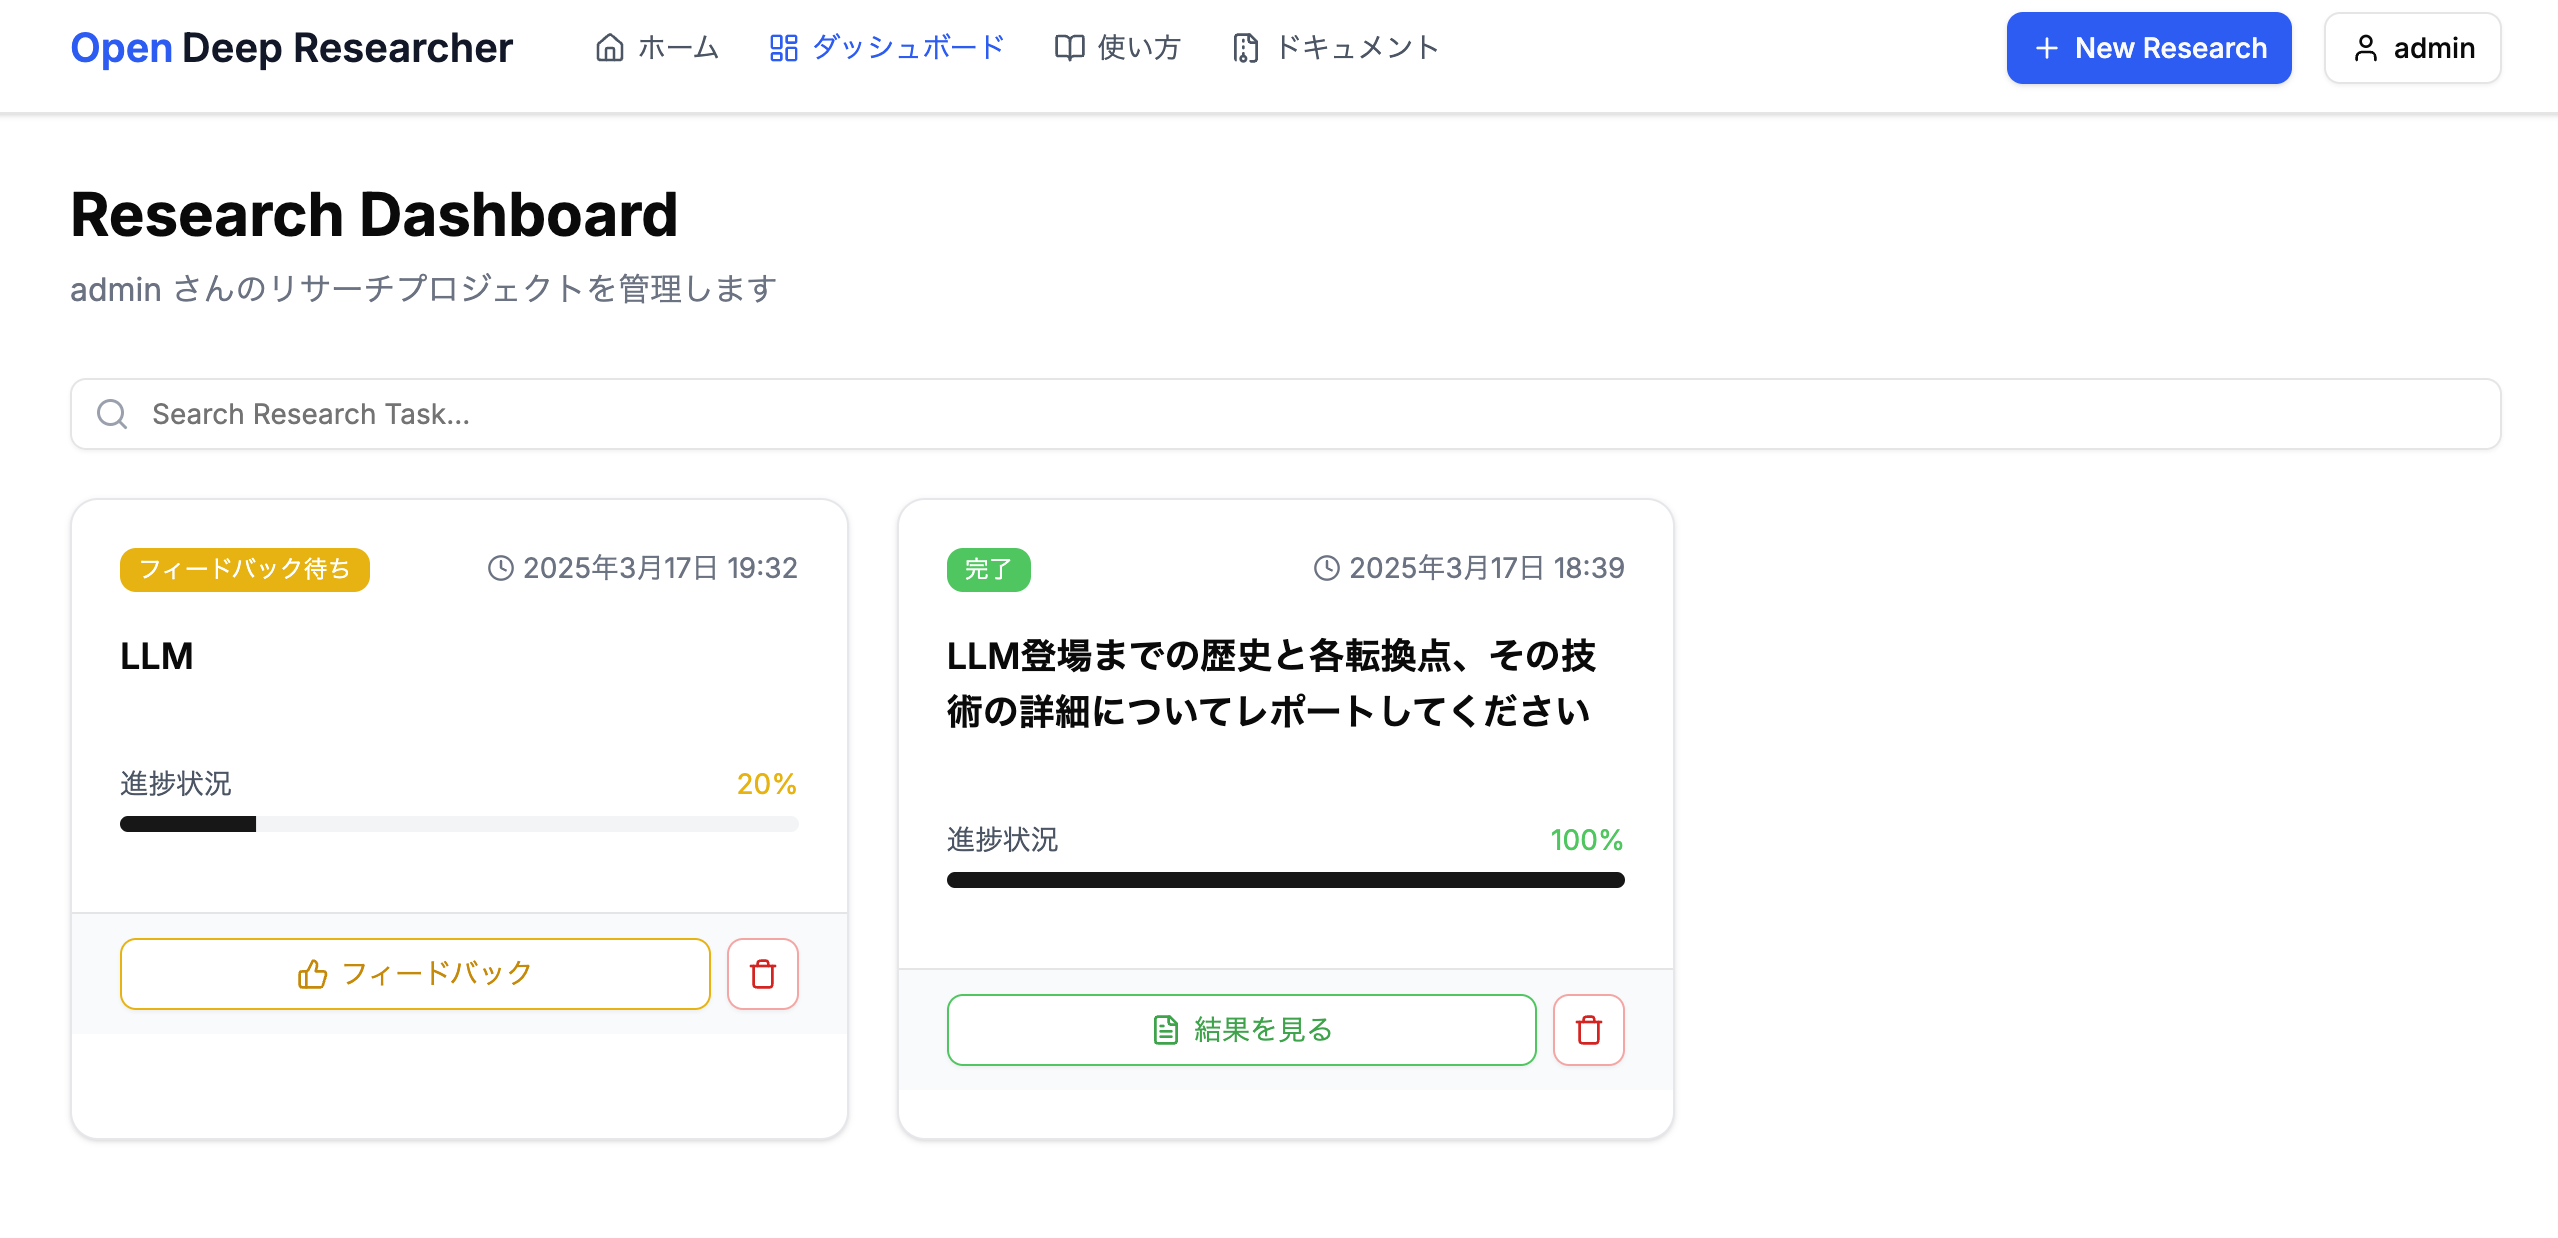 Open Deep Researcher
ホーム
ダッシュボード
使い方
ドキュメント
New Research
admin
Research Dashboard
admin さんのリサーチプロジェクトを管理します
Search Research Task...
フィードバック待ち
2025年3月17日 19:32
LLM
進捗状況
20%
フィードバック
完了
2025年3月17日 18:39
LLM登場までの歴史と各転換点、その技
術の詳細についてレポートしてください
進捗状況
100%
結果を見る